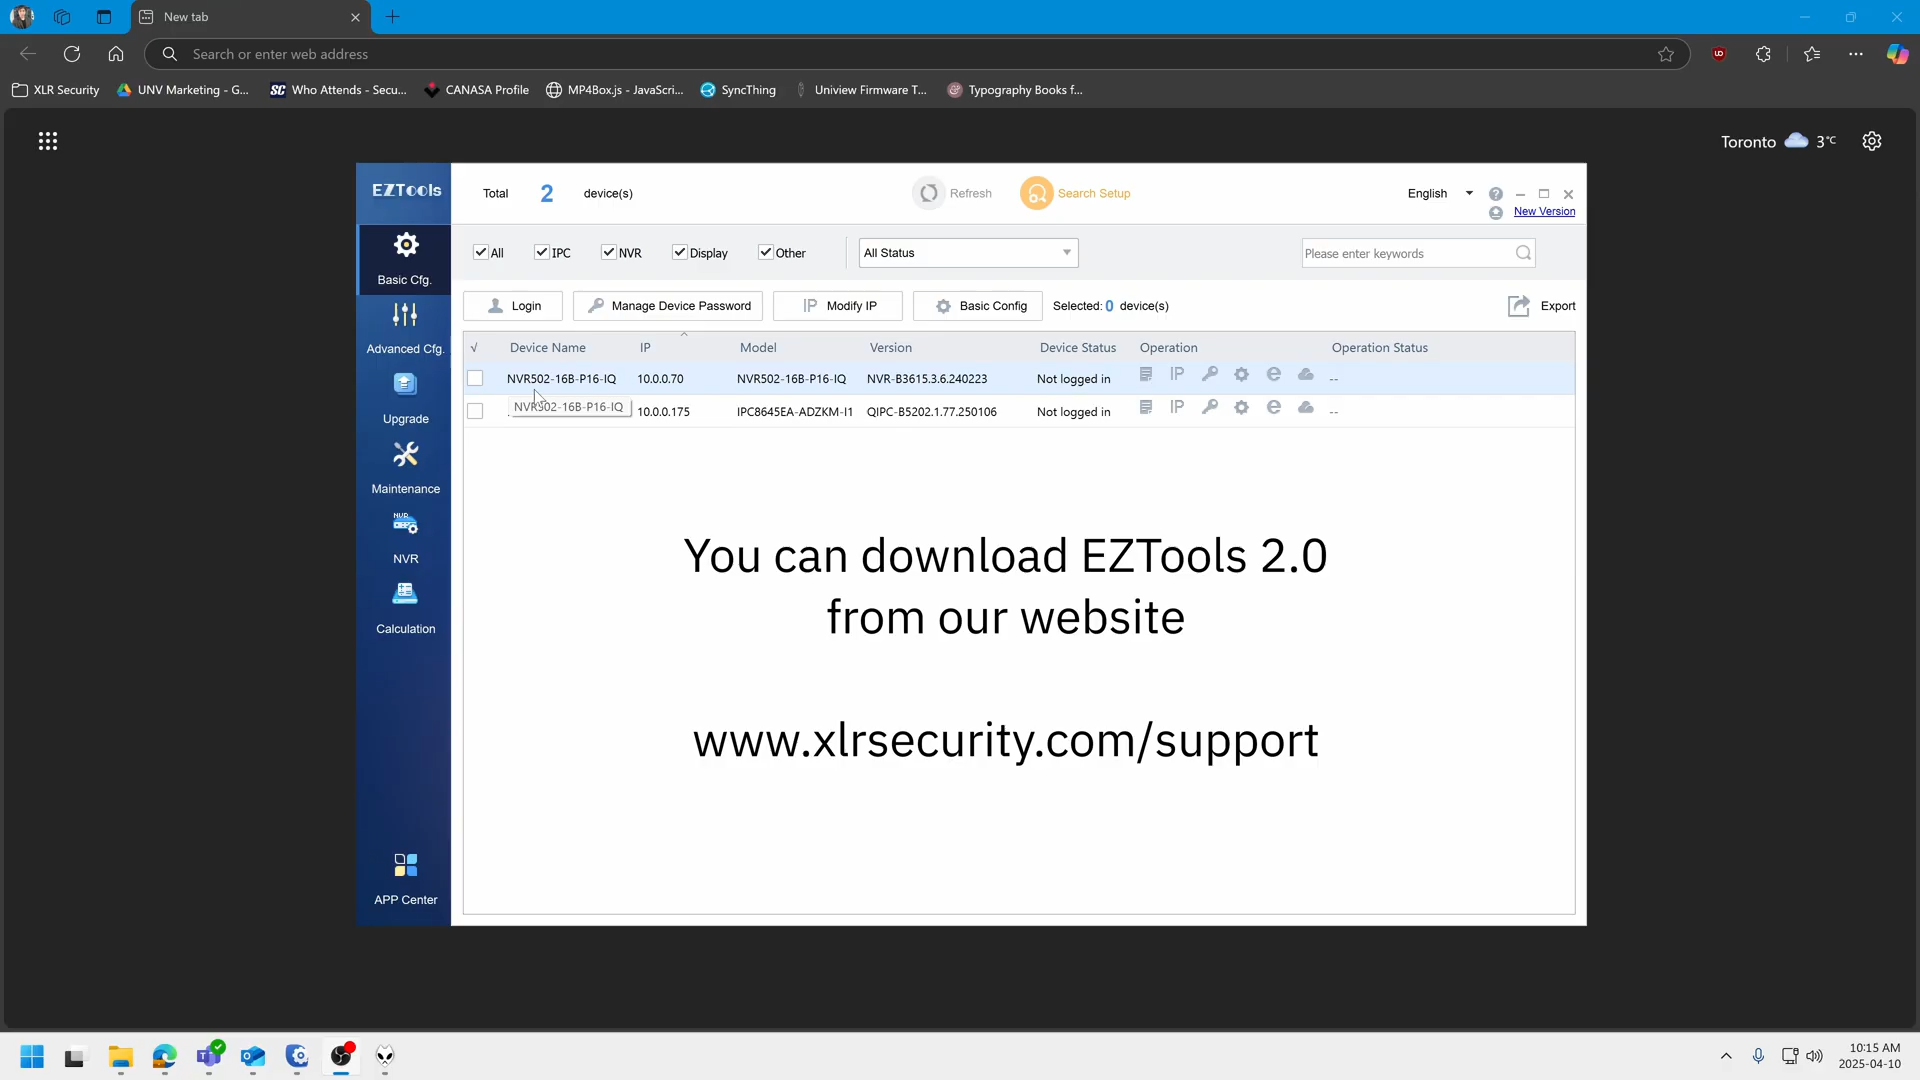 New tab
Search or enter web address
XLR Security
UNV Marketing - G...
SC Who Attends - Secu...
CANASA Profile
MP4Box.js - JavaScri...
SyncThing
Uniview Firmware T...
Typography Books f...
Toronto 3°C
EZTools
Total 2 device(s)
Refresh
Search Setup
English
New Version
Basic Cfg.
All
IPC
NVR
Display
Other
All Status
Please enter keywords
Login
Manage Device Password
IP Modify IP
Basic Config
Selected: 0 device(s)
Export
Advanced Cfg.
Upgrade
Maintenance
NVR
NVR
Calculation
APP Center
√ Device Name IP Model Version Device Status Operation Operation Status
NVR502-16B-P16-IQ 10.0.0.70 NVR502-16B-P16-IQ NVR-B3615.3.6.240223 Not logged in IP --
NVR502-16B-P16-IQ
10.0.0.175 IPC8645EA-ADZKM-I1 QIPC-B5202.1.77.250106 Not logged in IP --
You can download EZTools 2.0
from our website
www.xlrsecurity.com/support
10:15 AM
2025-04-10